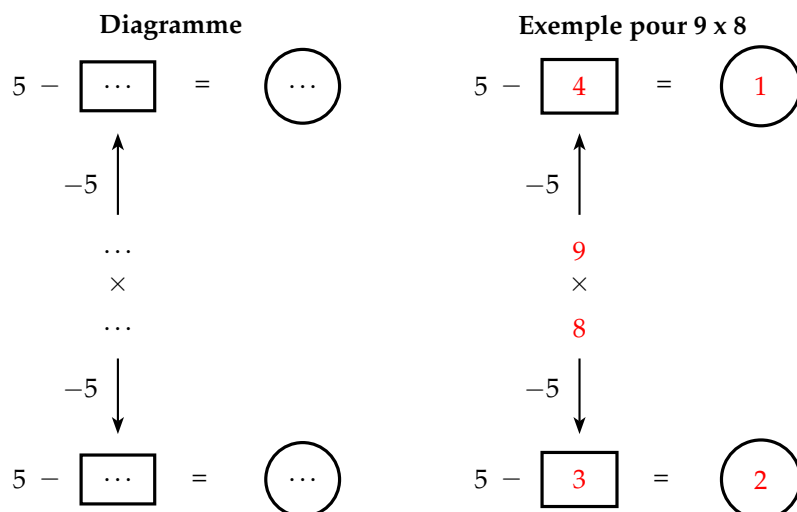 Diagramme
5 − ... = ...
−5
...
×
...
−5
5 − ... = ...
Exemple pour 9 x 8
5 − 4 = 1
−5
9
×
8
−5
5 − 3 = 2